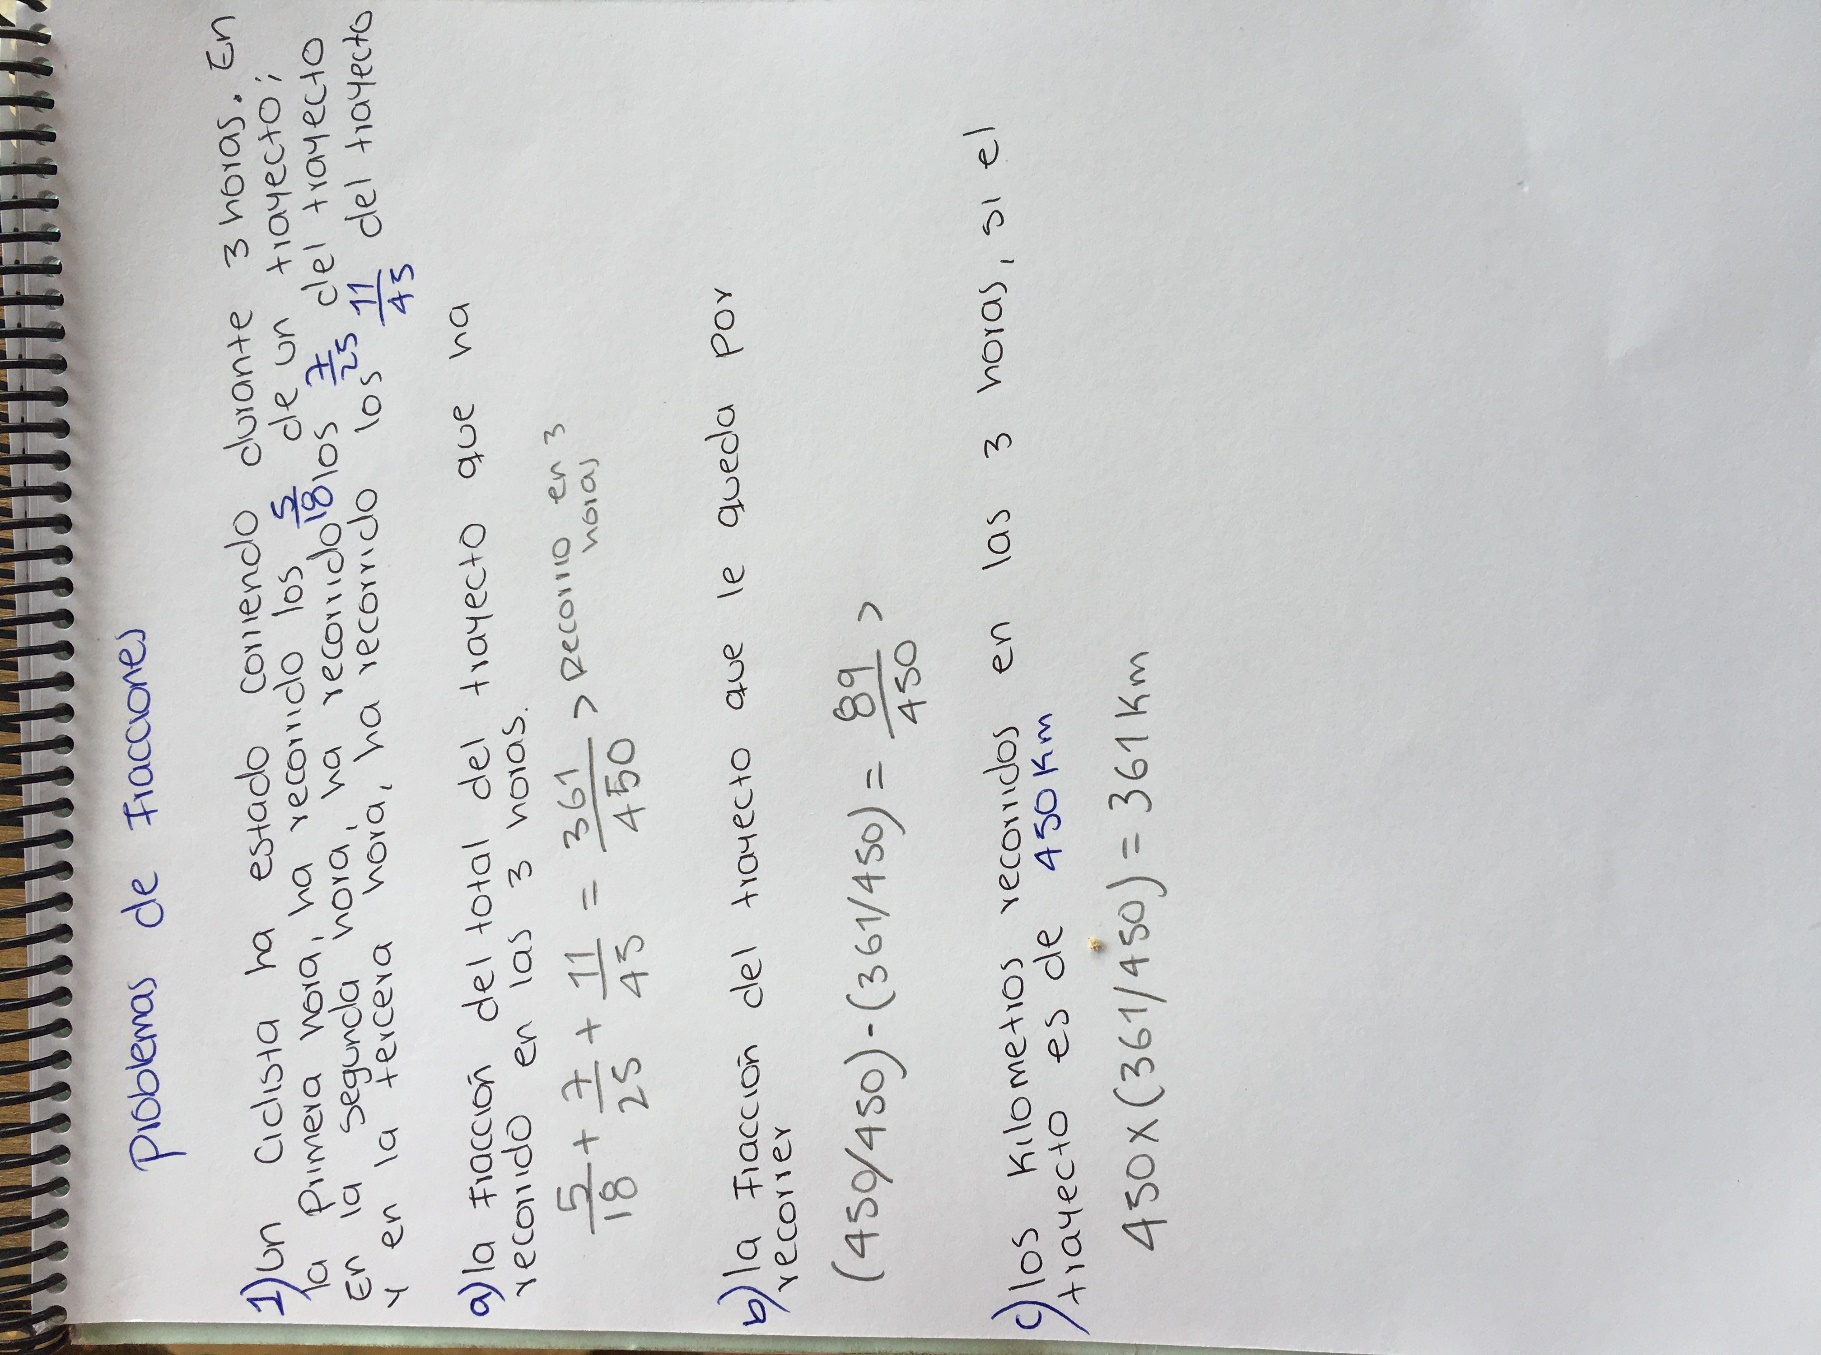 Problemas de Fracciones
1) Un ciclista ha estado corriendo durante 3 horas. En
la Primera hora, ha recorrido los 5/18 de un trayecto;
En la segunda hora, ha recorrido los 7/25 del trayecto
y en la tercera hora, ha recorrido los 11/45 del trayecto
a) la Fracción del total del trayecto que ha
recorrido en las 3 horas.
5/18 + 7/25 + 11/45 = 361/450 > Recorrio en 3
horas
b) la Fracción del trayecto que le queda por
recorrer
(450/450) - (361/450) = 89/450 >
c) los Kilometros recorridos en las 3 horas, si el
trayecto es de 450 Km
450 x (361/450) = 361 Km